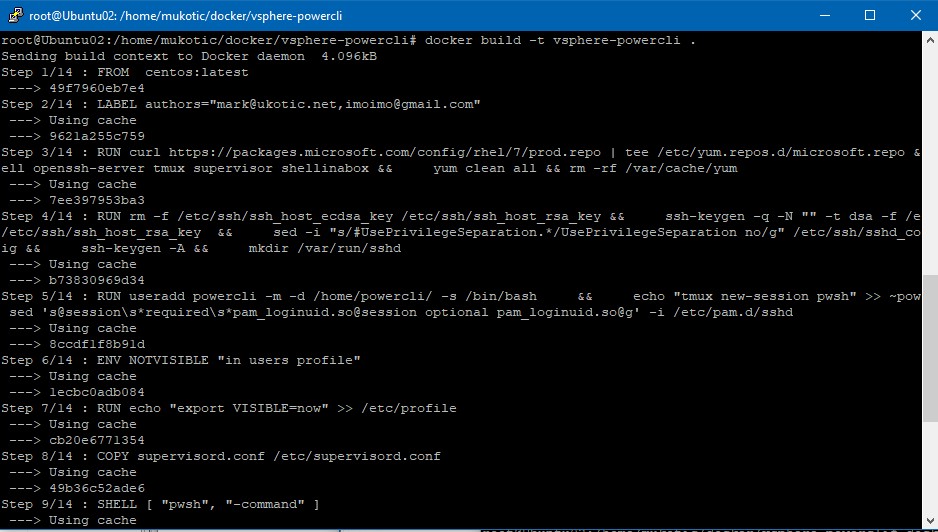 root@Ubuntu02: /home/mukotic/docker/vsphere-powercli
root@Ubuntu02:/home/mukotic/docker/vsphere-powercli# docker build -t vsphere-powercli .
Sending build context to Docker daemon  4.096kB
Step 1/14 : FROM  centos:latest
 ---> 49f7960eb7e4
Step 2/14 : LABEL authors="mark@ukotic.net,imoimo@gmail.com"
 ---> Using cache
 ---> 9621a255c759
Step 3/14 : RUN curl https://packages.microsoft.com/config/rhel/7/prod.repo | tee /etc/yum.repos.d/microsoft.repo &
ell openssh-server tmux supervisor shellinabox &&     yum clean all && rm -rf /var/cache/yum
 ---> Using cache
 ---> 7ee397953ba3
Step 4/14 : RUN rm -f /etc/ssh/ssh_host_ecdsa_key /etc/ssh/ssh_host_rsa_key &&     ssh-keygen -q -N "" -t dsa -f /e
/etc/ssh/ssh_host_rsa_key  &&     sed -i "s/#UsePrivilegeSeparation.*/UsePrivilegeSeparation no/g" /etc/ssh/sshd_co
ig &&     ssh-keygen -A &&     mkdir /var/run/sshd
 ---> Using cache
 ---> b73830969d34
Step 5/14 : RUN useradd powercli -m -d /home/powercli/ -s /bin/bash     &&     echo "tmux new-session pwsh" >> ~pow
 sed 's@session\s*required\s*pam_loginuid.so@session optional pam_loginuid.so@g' -i /etc/pam.d/sshd
 ---> Using cache
 ---> 8ccdf1f8b91d
Step 6/14 : ENV NOTVISIBLE "in users profile"
 ---> Using cache
 ---> 1ecbc0adb084
Step 7/14 : RUN echo "export VISIBLE=now" >> /etc/profile
 ---> Using cache
 ---> cb20e6771354
Step 8/14 : COPY supervisord.conf /etc/supervisord.conf
 ---> Using cache
 ---> 49b36c52ade6
Step 9/14 : SHELL [ "pwsh", "-command" ]
 ---> Using cache